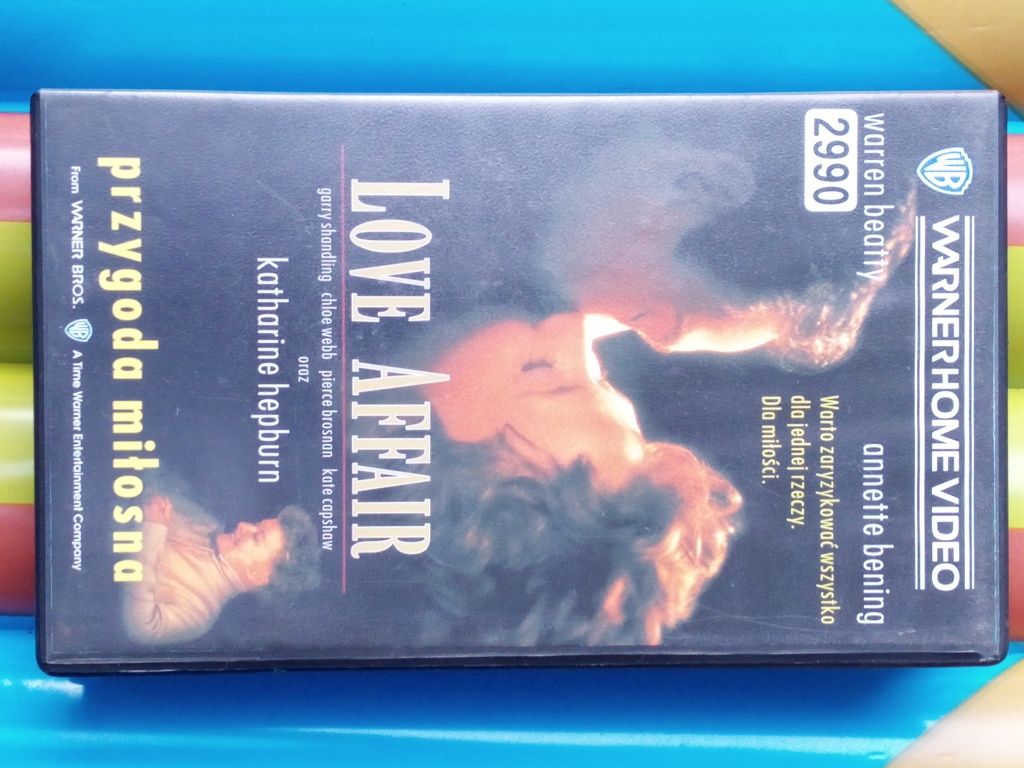 WB
WARNER HOME VIDEO
warren beatty annette bening
2990
Warto zaryzykować wszystko
dla jednej rzeczy.
Dla miłości.
LOVE AFFAIR
garry shandling chloe webb pierce brosnan kate capshaw
oraz
katharine hepburn
przygoda miłosna
From WARNER BROS. WB A Time Warner Entertainment Company